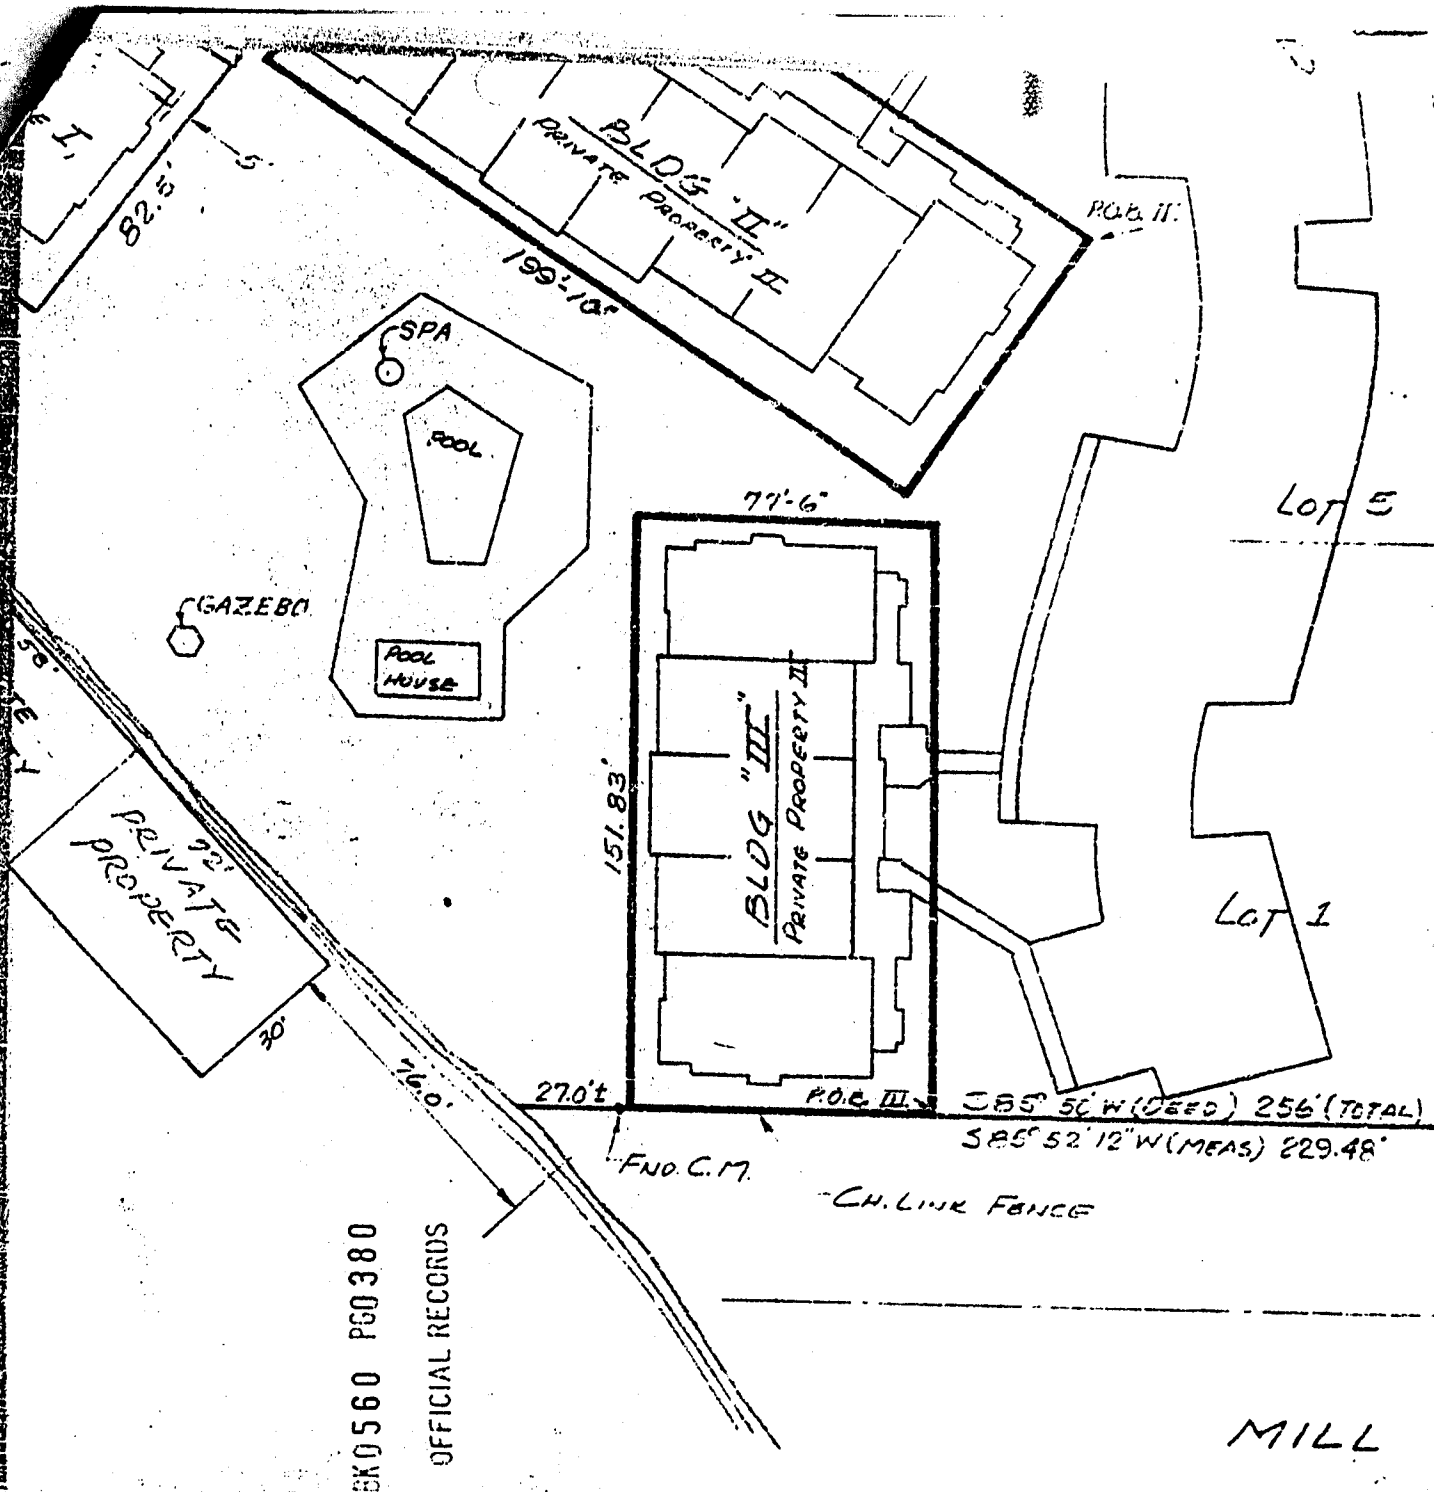 I,
5'
82.5'
BLDG "II"
PRIVATE PROPERTY II
P.O.B. II
199'-10"
SPA
POOL
77'-6"
LOT 5
GAZEBO
POOL
HOUSE
58'
BLDG "III"
PRIVATE PROPERTY III
151.83'
72'
PRIVATE
PROPERTY
LOT 1
30'
76.0'
27.0'±
P.O.B. III
S85° 50' W (DEED) 256' (TOTAL)
S85° 52' 12" W (MEAS) 229.48'
FND. C.M.
CH. LINK FENCE
BK0560 PG0380
OFFICIAL RECORDS
MILL